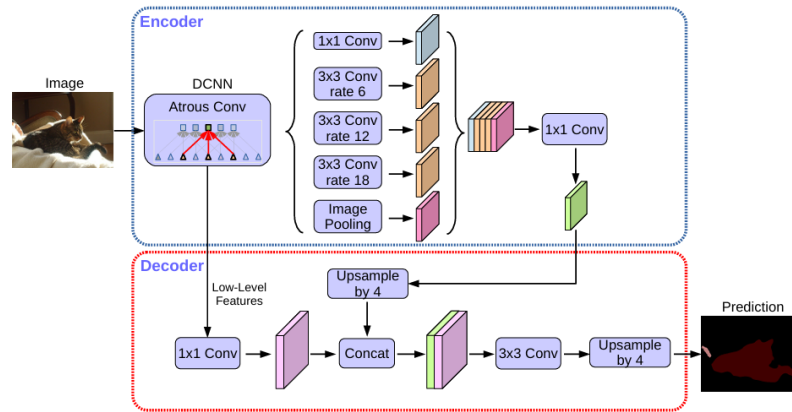 Encoder
Image
DCNN
Atrous Conv
1x1 Conv
3x3 Conv
rate 6
3x3 Conv
rate 12
3x3 Conv
rate 18
Image
Pooling
1x1 Conv
Decoder
Low-Level
Features
Upsample
by 4
1x1 Conv
Concat
3x3 Conv
Upsample
by 4
Prediction